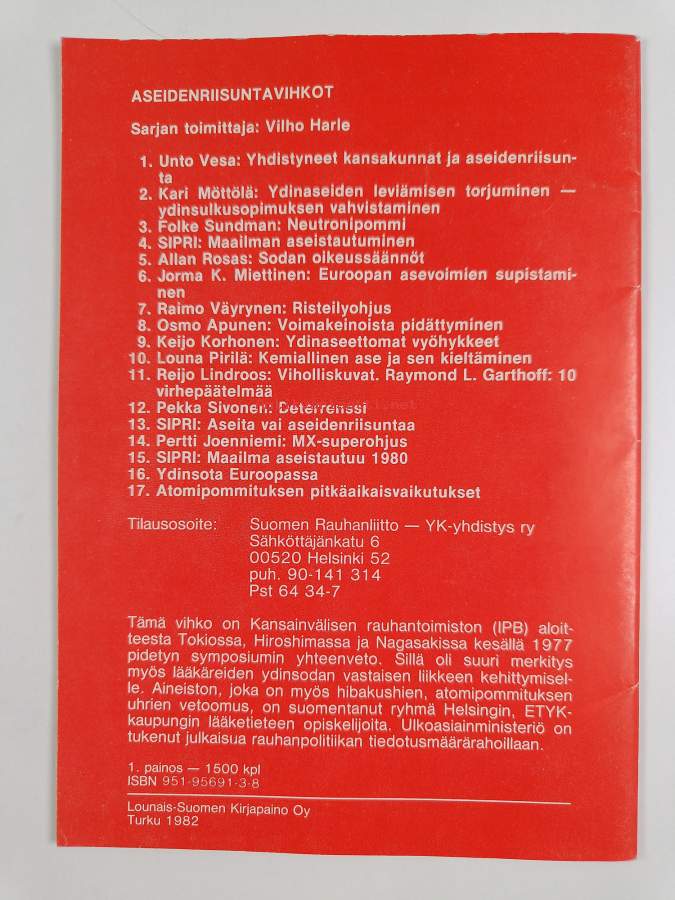 ASEIDENRIISUNTAVIHKOT
Sarjan toimittaja: Vilho Harle
1. Unto Vesa: Yhdistyneet kansakunnat ja aseidenriisun-
ta
2. Kari Möttölä: Ydinaseiden leviämisen torjuminen —
ydinsulkusopimuksen vahvistaminen
3. Folke Sundman: Neutronipommi
4. SIPRI: Maailman aseistautuminen
5. Allan Rosas: Sodan oikeussäännöt
6. Jorma K. Miettinen: Euroopan asevoimien supistami-
nen
7. Raimo Väyrynen: Risteilyohjus
8. Osmo Apunen: Voimakeinoista pidättyminen
9. Keijo Korhonen: Ydinaseettomat vyöhykkeet
10. Louna Pirilä: Kemiallinen ase ja sen kieltäminen
11. Reijo Lindroos: Viholliskuvat. Raymond L. Garthoff: 10
virhepäätelmää
12. Pekka Sivonen: Deterrenssi
13. SIPRI: Aseita vai aseidenriisuntaa
14. Pertti Joenniemi: MX-superohjus
15. SIPRI: Maailma aseistautuu 1980
16. Ydinsota Euroopassa
17. Atomipommituksen pitkäaikaisvaikutukset
Tilausosoite: Suomen Rauhanliitto — YK-yhdistys ry
Sähköttäjänkatu 6
00520 Helsinki 52
puh. 90-141 314
Pst 64 34-7
Tämä vihko on Kansainvälisen rauhantoimiston (IPB) aloit-
teesta Tokiossa, Hiroshimassa ja Nagasakissa kesällä 1977
pidetyn symposiumin yhteenveto. Sillä oli suuri merkitys
myös lääkäreiden ydinsodan vastaisen liikkeen kehittymisel-
le. Aineiston, joka on myös hibakushien, atomipommituksen
uhrien vetoomus, on suomentanut ryhmä Helsingin, ETYK-
kaupungin lääketieteen opiskelijoita. Ulkoasiainministeriö on
tukenut julkaisua rauhanpolitiikan tiedotusmäärärahoillaan.
1. painos — 1500 kpl
ISBN 951-95691-3-8
Lounais-Suomen Kirjapaino Oy
Turku 1982